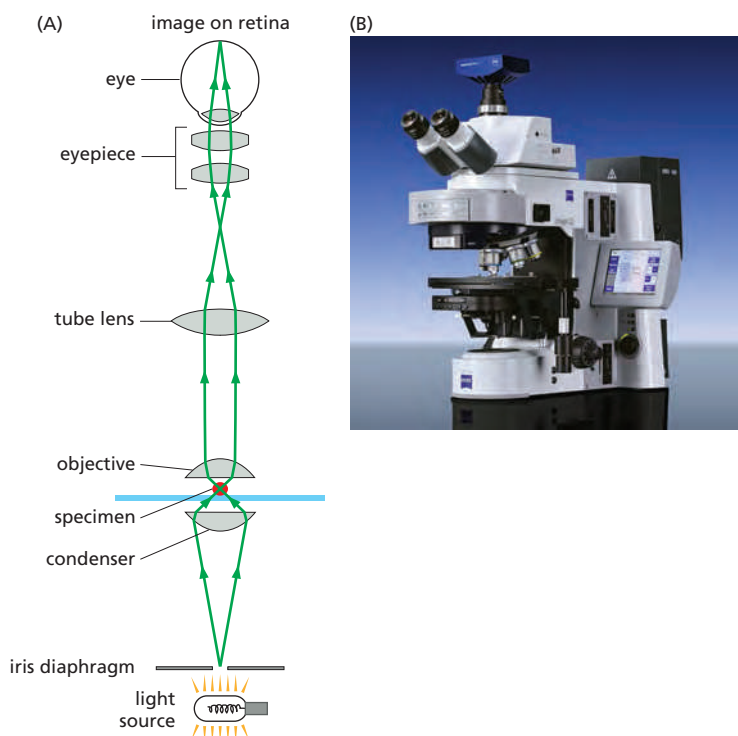 (A)
image on retina
eye
eyepiece
tube lens
objective
specimen
condenser
iris diaphragm
light
source
(B)